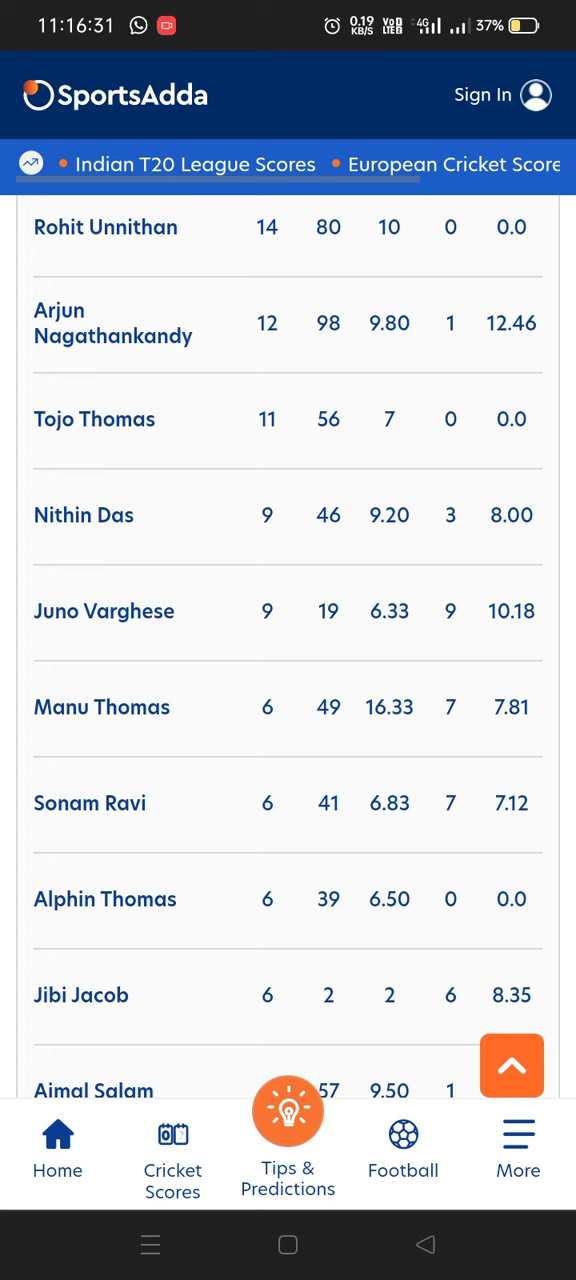 11:16:31 0.19 KB/S VoD LTE2 4G 37%
SportsAdda Sign In
Indian T20 League Scores European Cricket Score
Rohit Unnithan 14 80 10 0 0.0
Arjun
Nagathankandy 12 98 9.80 1 12.46
Tojo Thomas 11 56 7 0 0.0
Nithin Das 9 46 9.20 3 8.00
Juno Varghese 9 19 6.33 9 10.18
Manu Thomas 6 49 16.33 7 7.81
Sonam Ravi 6 41 6.83 7 7.12
Alphin Thomas 6 39 6.50 0 0.0
Jibi Jacob 6 2 2 6 8.35
Ajmal Salam 57 9.50 1
Home Cricket Scores Tips & Predictions Football More